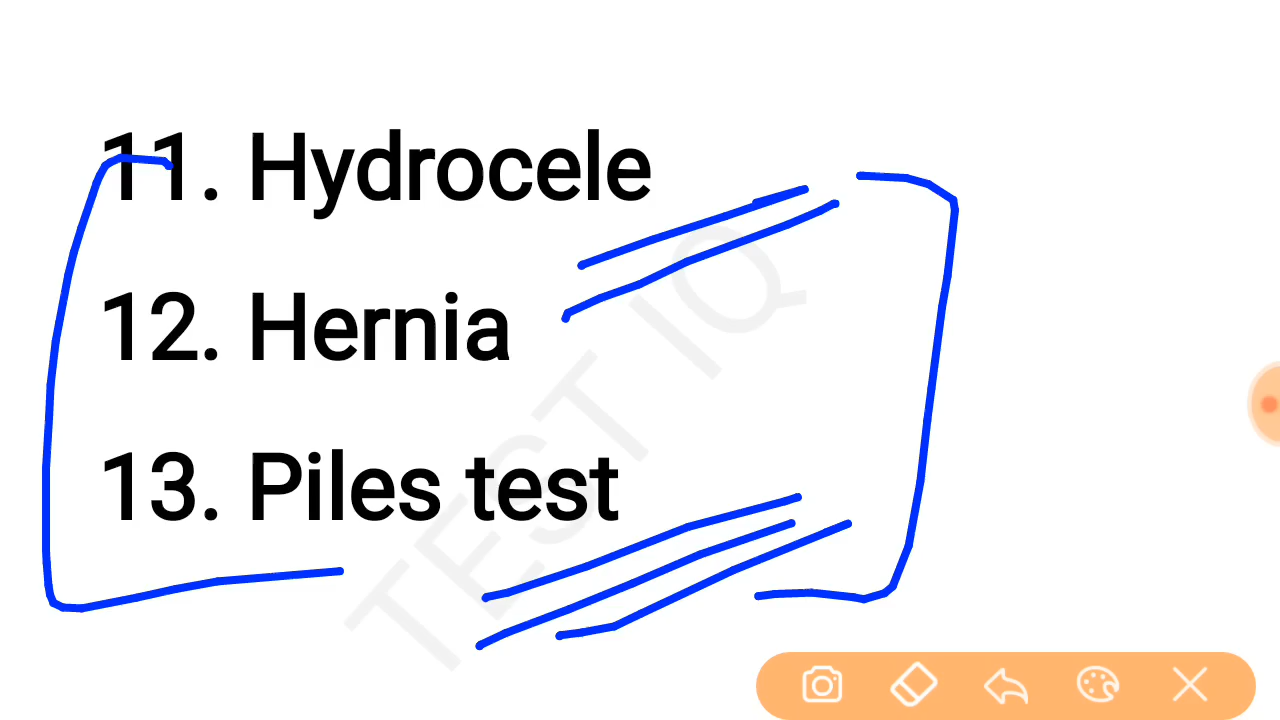 11. Hydrocele
12. Hernia
13. Piles test
TEST IQ